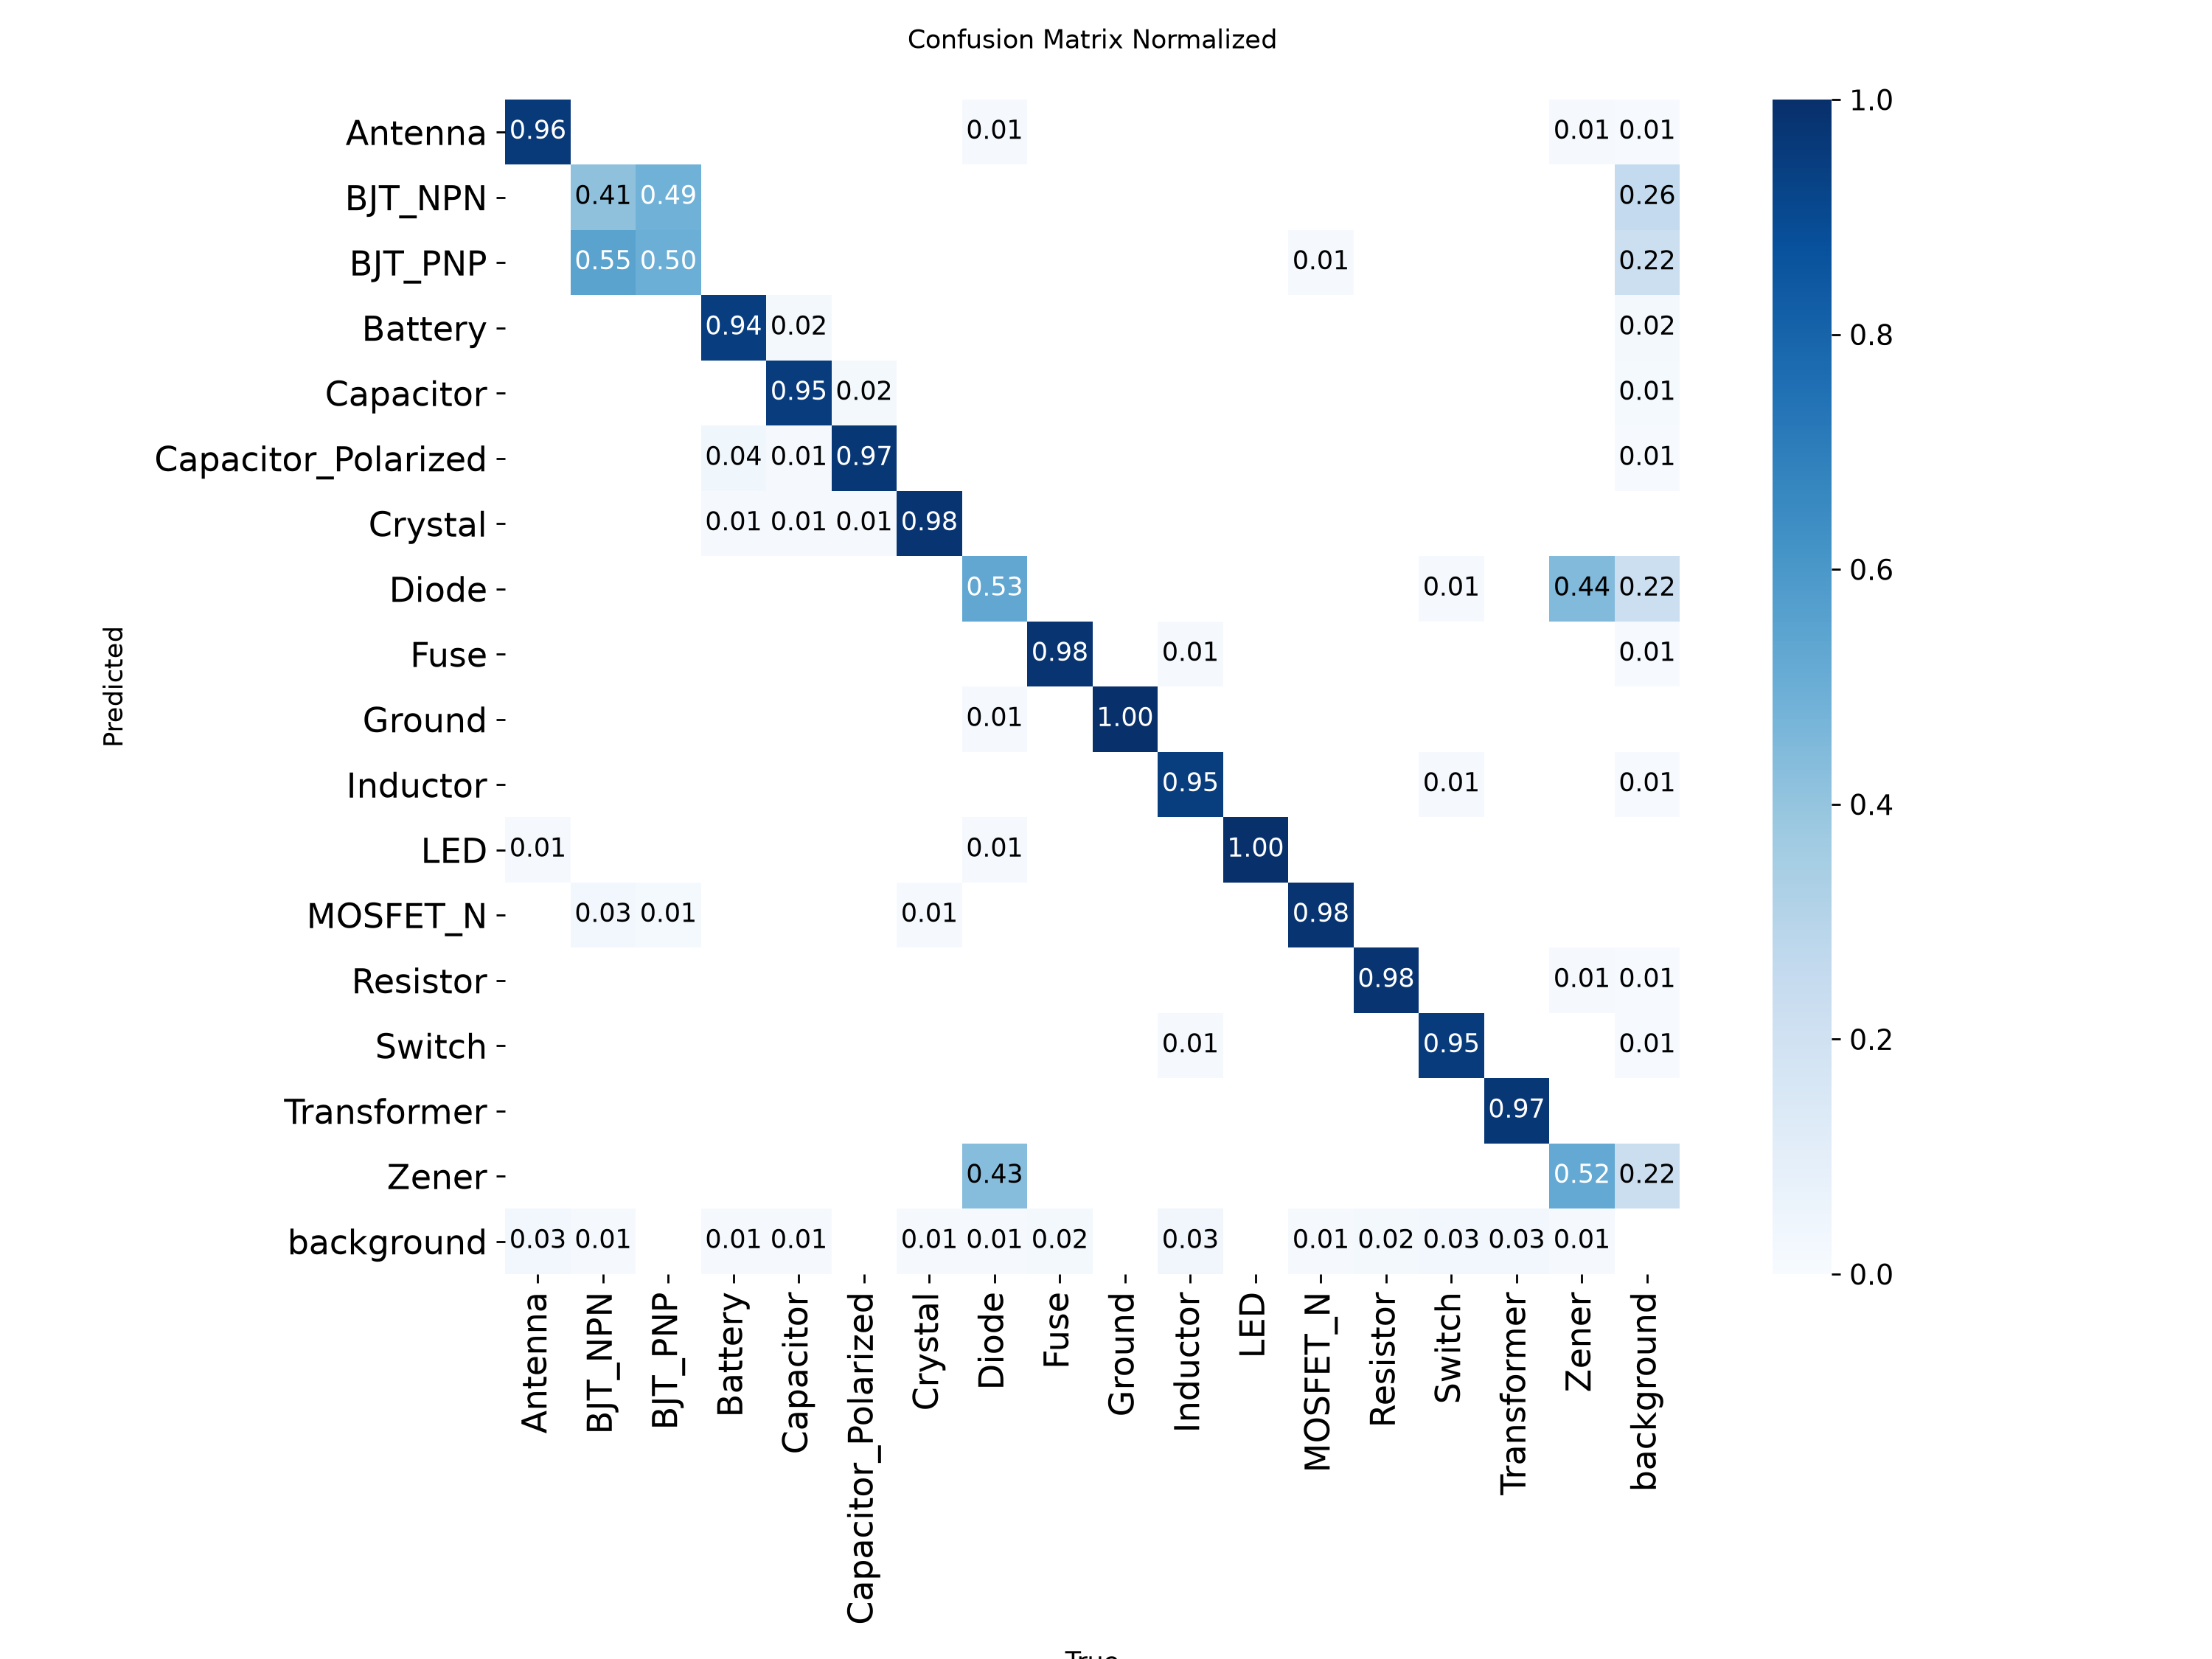 Confusion Matrix Normalized
Antenna 0.96 0.01 0.01 0.01 1.0
BJT_NPN 0.41 0.49 0.26
BJT_PNP 0.55 0.50 0.01 0.22
Battery 0.94 0.02 0.02 0.8
Capacitor 0.95 0.02 0.01
Capacitor_Polarized 0.04 0.01 0.97 0.01
Crystal 0.01 0.01 0.01 0.98
Diode 0.53 0.01 0.44 0.22 0.6
Fuse 0.98 0.01 0.01
Predicted
Ground 0.01 1.00
Inductor 0.95 0.01 0.01 0.4
LED 0.01 0.01 1.00
MOSFET_N 0.03 0.01 0.01 0.98
Resistor 0.98 0.01 0.01
Switch 0.01 0.95 0.01 0.2
Transformer 0.97
Zener 0.43 0.52 0.22
background 0.03 0.01 0.01 0.01 0.01 0.01 0.02 0.03 0.01 0.02 0.03 0.03 0.01 0.0
Antenna
BJT_NPN
BJT_PNP
Battery
Capacitor
Capacitor_Polarized
Crystal
Diode
Fuse
Ground
Inductor
LED
MOSFET_N
Resistor
Switch
Transformer
Zener
background
True